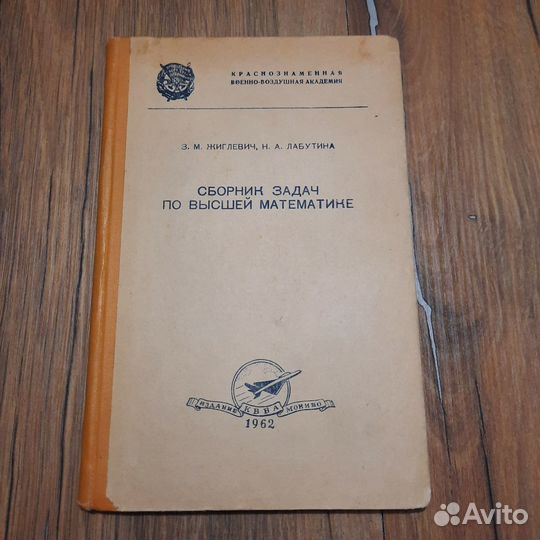 КРАСНОЗНАМЕННАЯ
ВОЕННО-ВОЗДУШНАЯ АКАДЕМИЯ
З. М. ЖИГЛЕВИЧ, Н. А. ЛАБУТИНА
СБОРНИК ЗАДАЧ
ПО ВЫСШЕЙ МАТЕМАТИКЕ
ИЗДАНИЕ КВВА МОНИНО
1962
Avito